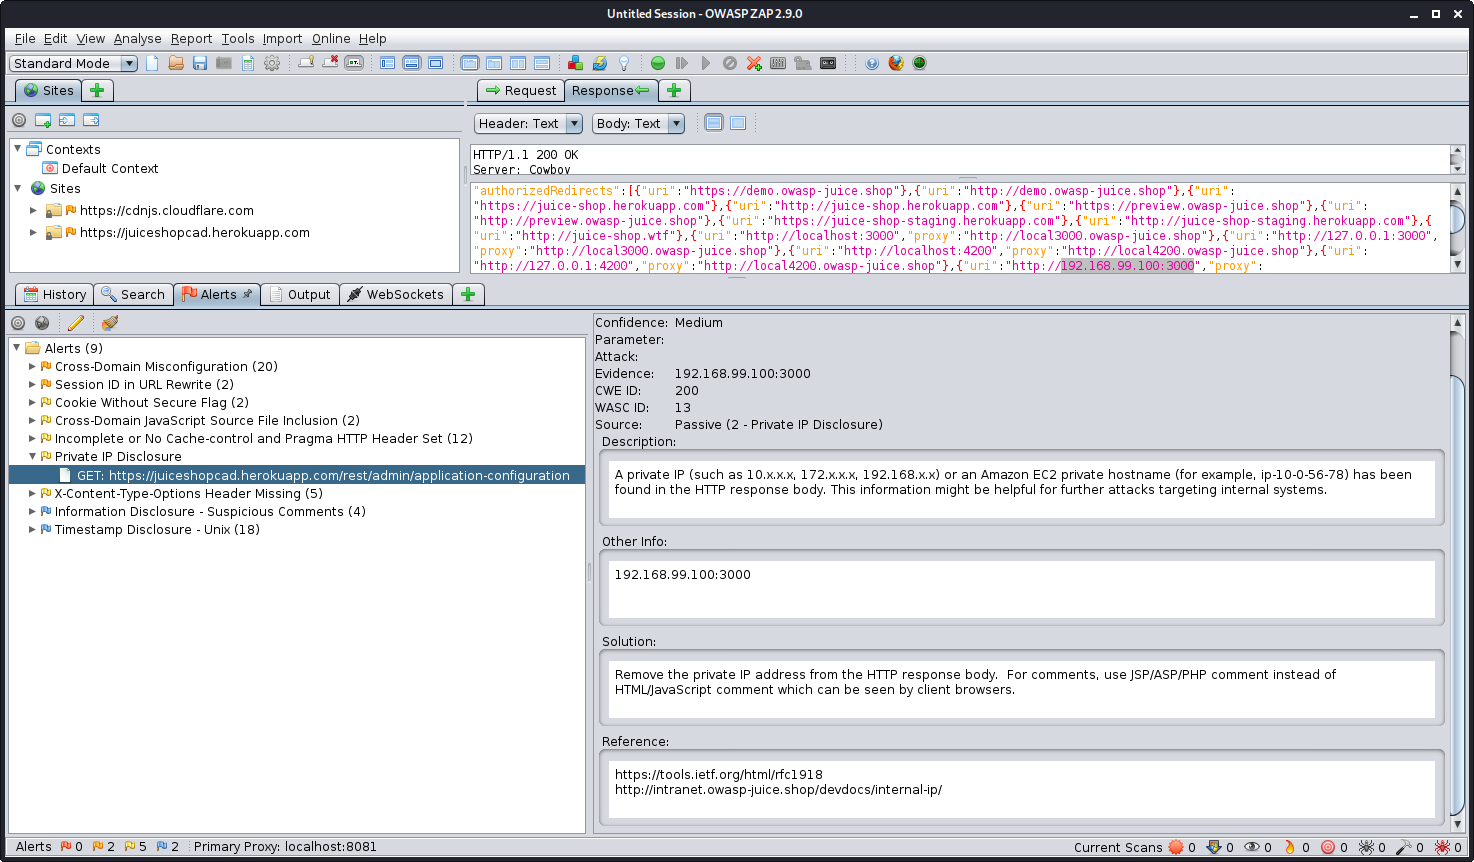 Untitled Session - OWASP ZAP 2.9.0
File Edit View Analyse Report Tools Import Online Help
Standard Mode
Sites
Request Response
Header: Text Body: Text
Contexts
Default Context
Sites
https://cdnjs.cloudflare.com
https://juiceshopcad.herokuapp.com
HTTP/1.1 200 OK
Server: Cowboy
"authorizedRedirects":[{"uri":"https://demo.owasp-juice.shop"},{"uri":"http://demo.owasp-juice.shop"},{"uri":
"https://juice-shop.herokuapp.com"},{"uri":"http://juice-shop.herokuapp.com"},{"uri":"https://preview.owasp-juice.shop"},{"uri":
"http://preview.owasp-juice.shop"},{"uri":"https://juice-shop-staging.herokuapp.com"},{"uri":"http://juice-shop-staging.herokuapp.com"},{
"uri":"http://juice-shop.wtf"},{"uri":"http://localhost:3000","proxy":"http://local3000.owasp-juice.shop"},{"uri":"http://127.0.0.1:3000",
"proxy":"http://local3000.owasp-juice.shop"},{"uri":"http://localhost:4200","proxy":"http://local4200.owasp-juice.shop"},{"uri":
"http://127.0.0.1:4200","proxy":"http://local4200.owasp-juice.shop"},{"uri":"http://192.168.99.100:3000","proxy":
History Search Alerts Output WebSockets
Alerts (9)
Cross-Domain Misconfiguration (20)
Session ID in URL Rewrite (2)
Cookie Without Secure Flag (2)
Cross-Domain JavaScript Source File Inclusion (2)
Incomplete or No Cache-control and Pragma HTTP Header Set (12)
Private IP Disclosure
GET: https://juiceshopcad.herokuapp.com/rest/admin/application-configuration
X-Content-Type-Options Header Missing (5)
Information Disclosure - Suspicious Comments (4)
Timestamp Disclosure - Unix (18)
Confidence: Medium
Parameter:
Attack:
Evidence: 192.168.99.100:3000
CWE ID: 200
WASC ID: 13
Source: Passive (2 - Private IP Disclosure)
Description:
A private IP (such as 10.x.x.x, 172.x.x.x, 192.168.x.x) or an Amazon EC2 private hostname (for example, ip-10-0-56-78) has been
found in the HTTP response body. This information might be helpful for further attacks targeting internal systems.
Other Info:
192.168.99.100:3000
Solution:
Remove the private IP address from the HTTP response body.  For comments, use JSP/ASP/PHP comment instead of
HTML/JavaScript comment which can be seen by client browsers.
Reference:
https://tools.ietf.org/html/rfc1918
http://intranet.owasp-juice.shop/devdocs/internal-ip/
Alerts 0 2 5 2 Primary Proxy: localhost:8081
Current Scans 0 0 0 0 0 0 0 0